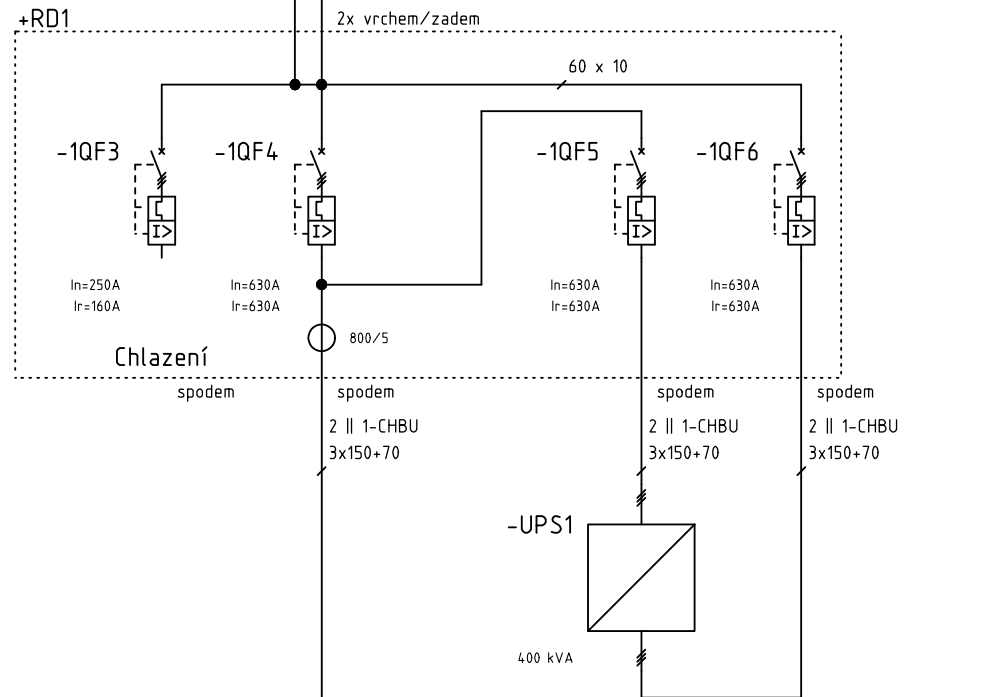 +RD1
2x vrchem/zadem
60 x 10
-1QF3
-1QF4
-1QF5
-1QF6
I>
I>
I>
I>
In=250A
Ir=160A
In=630A
Ir=630A
In=630A
Ir=630A
In=630A
Ir=630A
800/5
Chlazení
spodem
spodem
spodem
spodem
2 || 1-CHBU
3x150+70
2 || 1-CHBU
3x150+70
2 || 1-CHBU
3x150+70
-UPS1
400 kVA